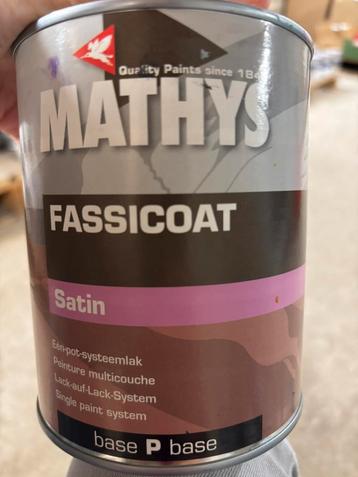 Quality Paints since 184
MATHYS
FASSICOAT
Satin
Eén-pot-systeemlak
Peinture multicouche
Lack-auf-Lack-System
Single paint system
base P base